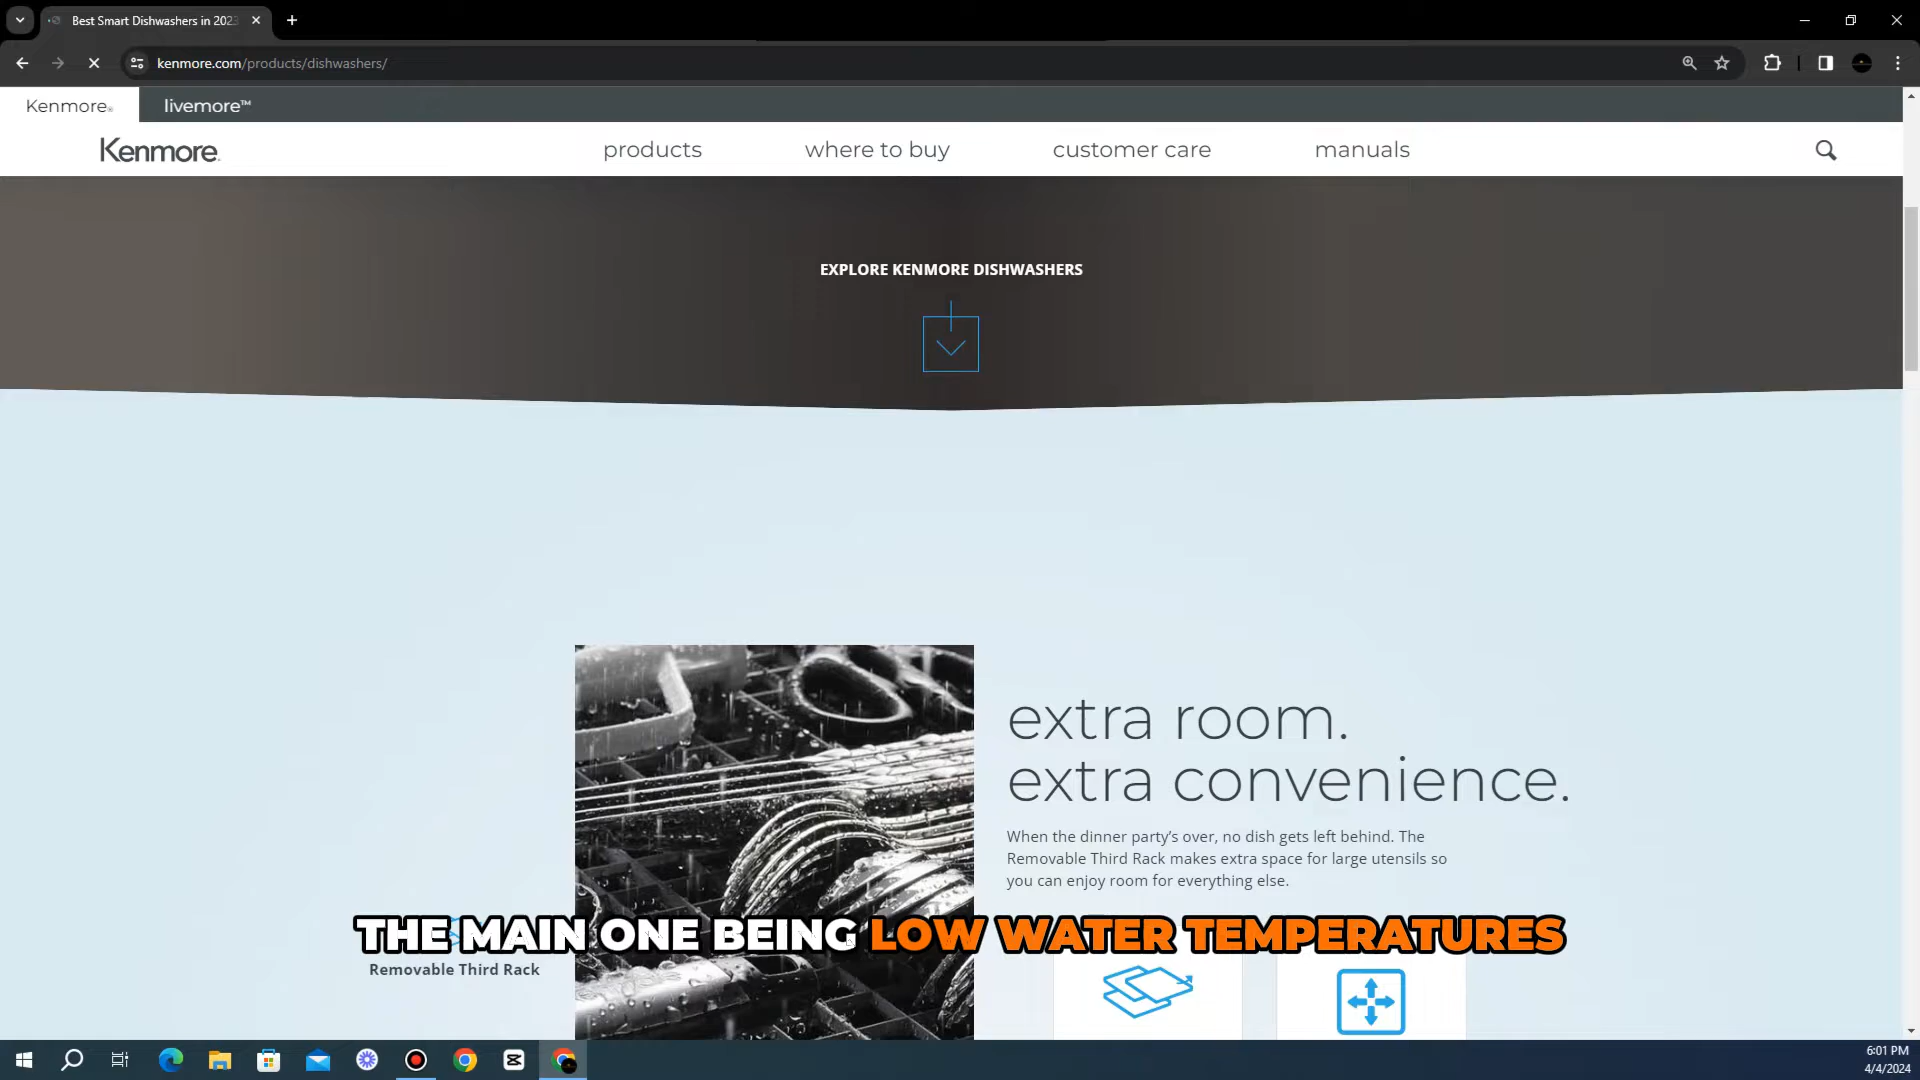 Best Smart Dishwashers in 2023
kenmore.com/products/dishwashers/
Kenmore®
livemore™
Kenmore
products
where to buy
customer care
manuals
EXPLORE KENMORE DISHWASHERS
extra room.
extra convenience.
When the dinner party’s over, no dish gets left behind. The
Removable Third Rack makes extra space for large utensils so
you can enjoy room for everything else.
THE MAIN ONE BEING LOW WATER TEMPERATURES
Removable Third Rack
6:01 PM
4/4/2024